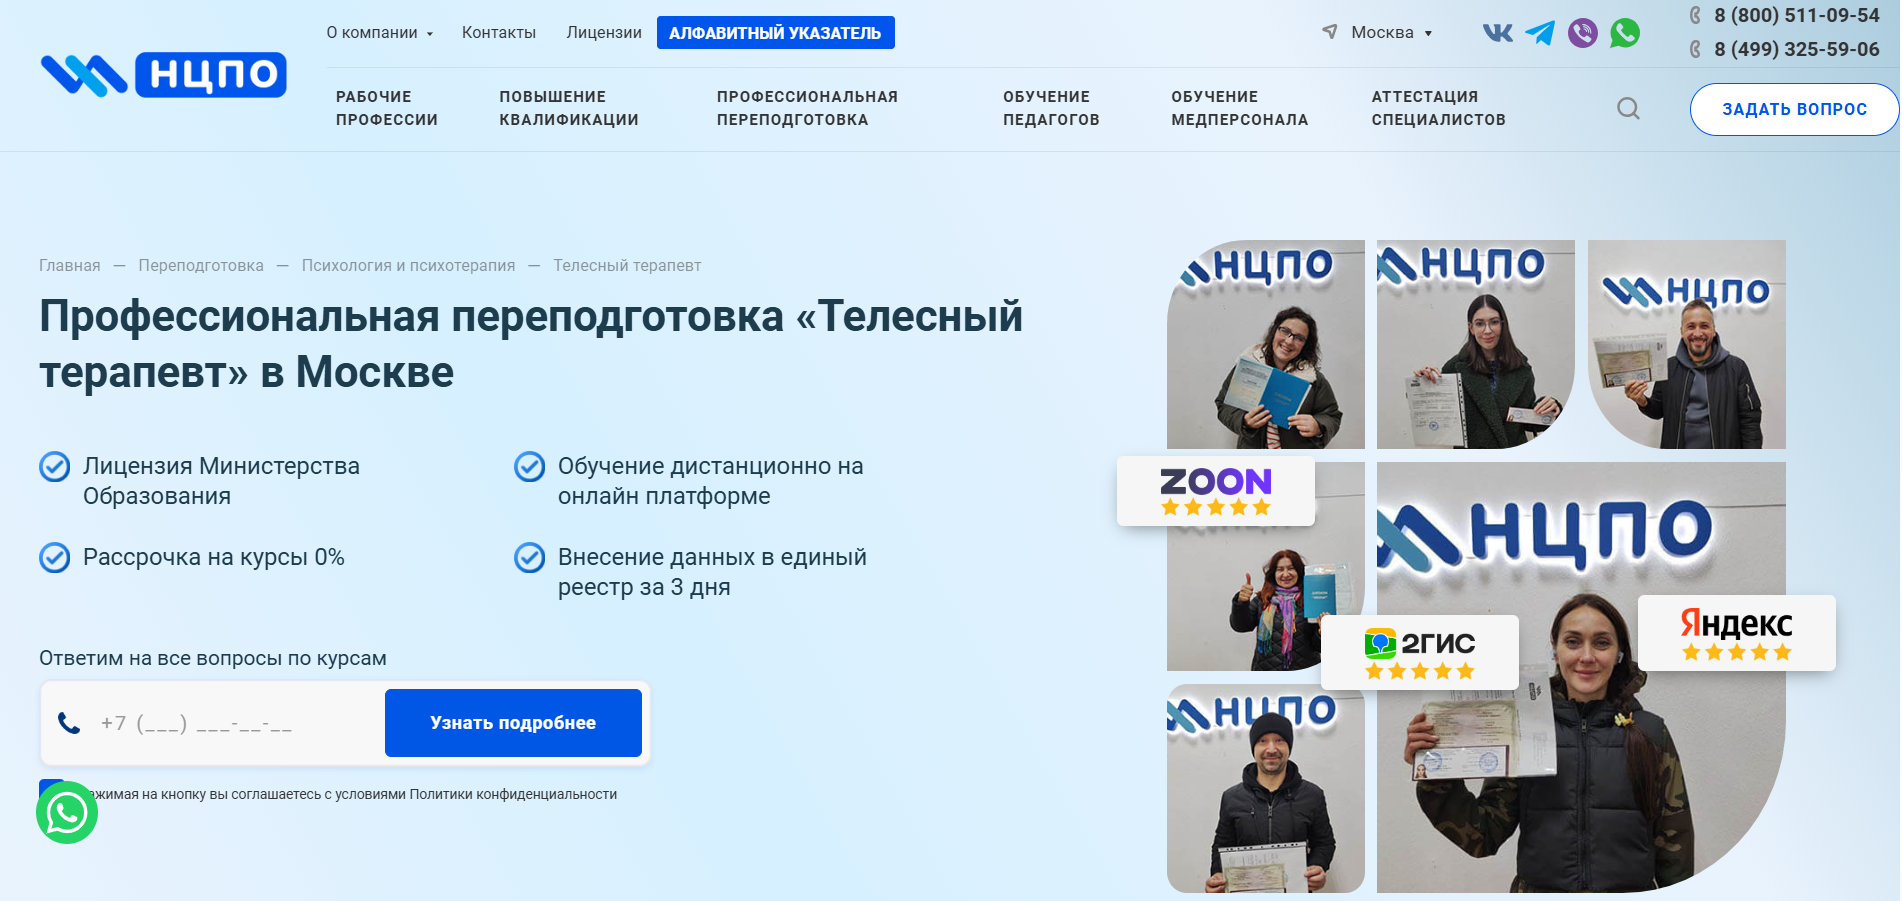 О компании
Контакты
Лицензии
АЛФАВИТНЫЙ УКАЗАТЕЛЬ
Москва
8 (800) 511-09-54
8 (499) 325-59-06
НЦПО
РАБОЧИЕ
ПРОФЕССИИ
ПОВЫШЕНИЕ
КВАЛИФИКАЦИИ
ПРОФЕССИОНАЛЬНАЯ
ПЕРЕПОДГОТОВКА
ОБУЧЕНИЕ
ПЕДАГОГОВ
ОБУЧЕНИЕ
МЕДПЕРСОНАЛА
АТТЕСТАЦИЯ
СПЕЦИАЛИСТОВ
ЗАДАТЬ ВОПРОС
Главная — Переподготовка — Психология и психотерапия — Телесный терапевт
Профессиональная переподготовка «Телесный
терапевт» в Москве
Лицензия Министерства
Образования
Обучение дистанционно на
онлайн платформе
Рассрочка на курсы 0%
Внесение данных в единый
реестр за 3 дня
Ответим на все вопросы по курсам
+7 (___) ___-__-__
Узнать подробнее
ажимая на кнопку вы соглашаетесь с условиями Политики конфиденциальности
НЦПО
НЦПО
НЦПО
ZOON
НЦПО
2ГИС
Яндекс
НЦПО